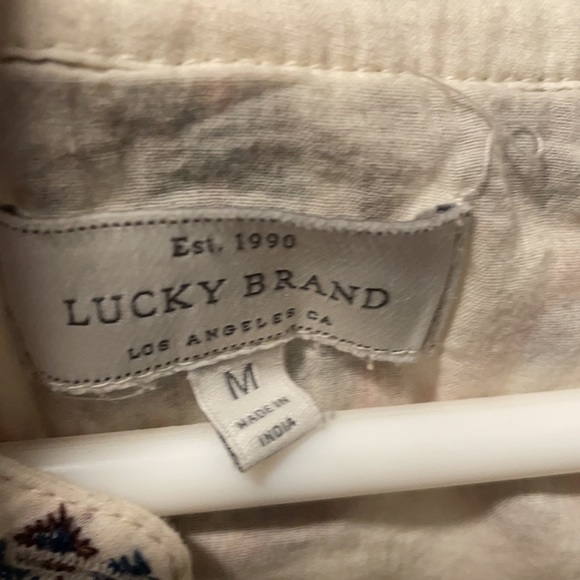 Est. 1990
LUCKY BRAND
LOS ANGELES CA
M
MADE IN
INDIA